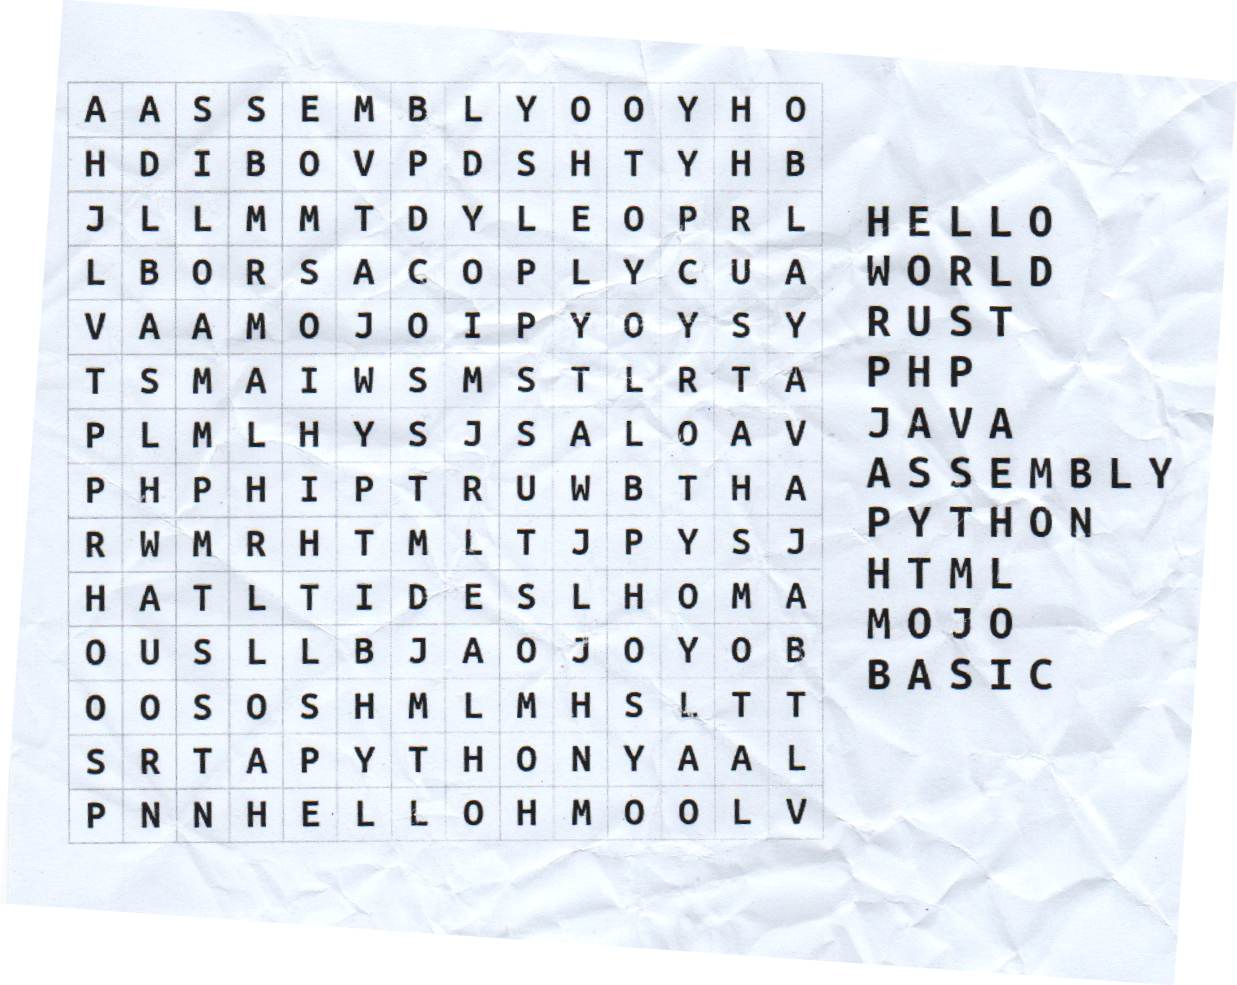 A A S S E M B L Y O O Y H O
H D I B O V P D S H T Y H B
J L L M M T D Y L E O P R L
L B O R S A C O P L Y C U A
V A A M O J O I P Y O Y S Y
T S M A I W S M S T L R T A
P L M L H Y S J S A L O A V
P H P H I P T R U W B T H A
R W M R H T M L T J P Y S J
H A T L T I D E S L H O M A
O U S L L B J A O J O Y O B
O O S O S H M L M H S L T T
S R T A P Y T H O N Y A A L
P N N H E L L O H M O O L V
HELLO
WORLD
RUST
PHP
JAVA
ASSEMBLY
PYTHON
HTML
MOJO
BASIC